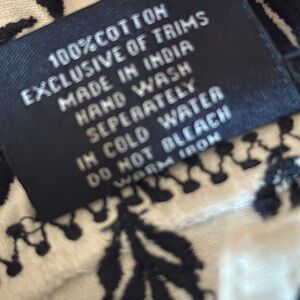 100% COTTON
EXCLUSIVE OF TRIMS
MADE IN INDIA
HAND WASH
SEPERATELY
IN COLD WATER
DO NOT BLEACH
WARM IRON